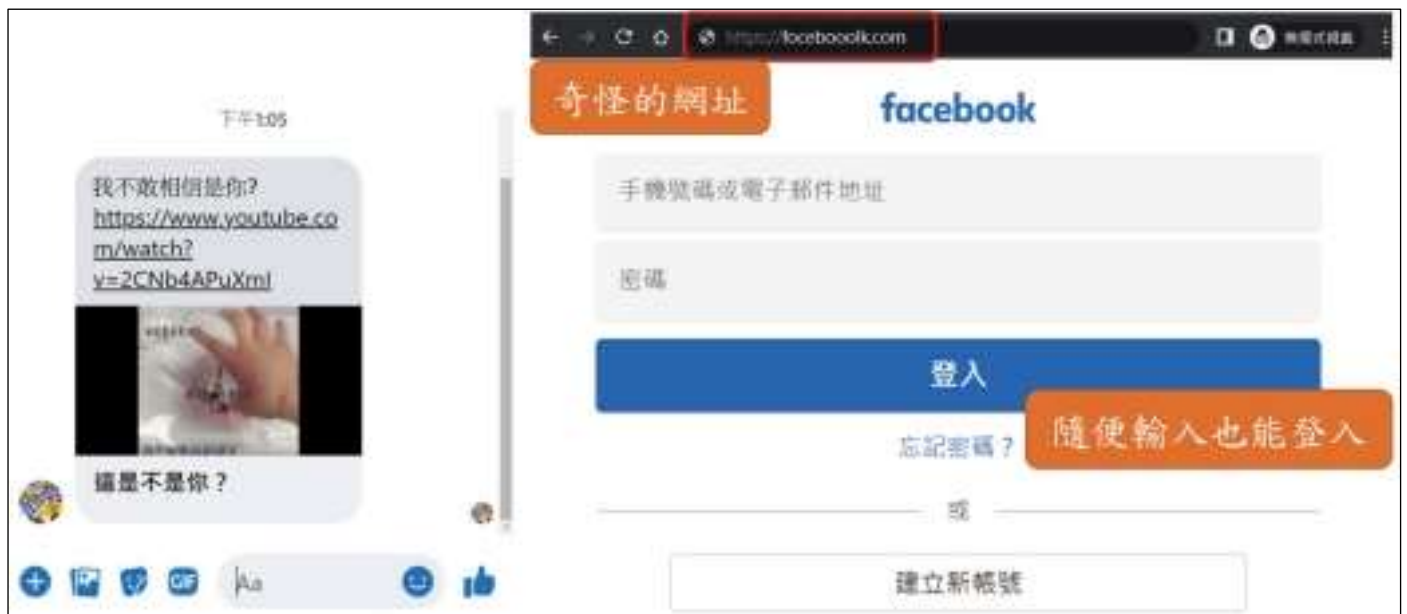 下午1:05
我不敢相信是你?
https://www.youtube.co
m/watch?
v=2CNb4APuXmI
這是不是你？
Aa
https://facebooolk.com
奇怪的網址
facebook
手機號碼或電子郵件地址
密碼
登入
隨便輸入也能登入
忘記密碼？
或
建立新帳號
GIF